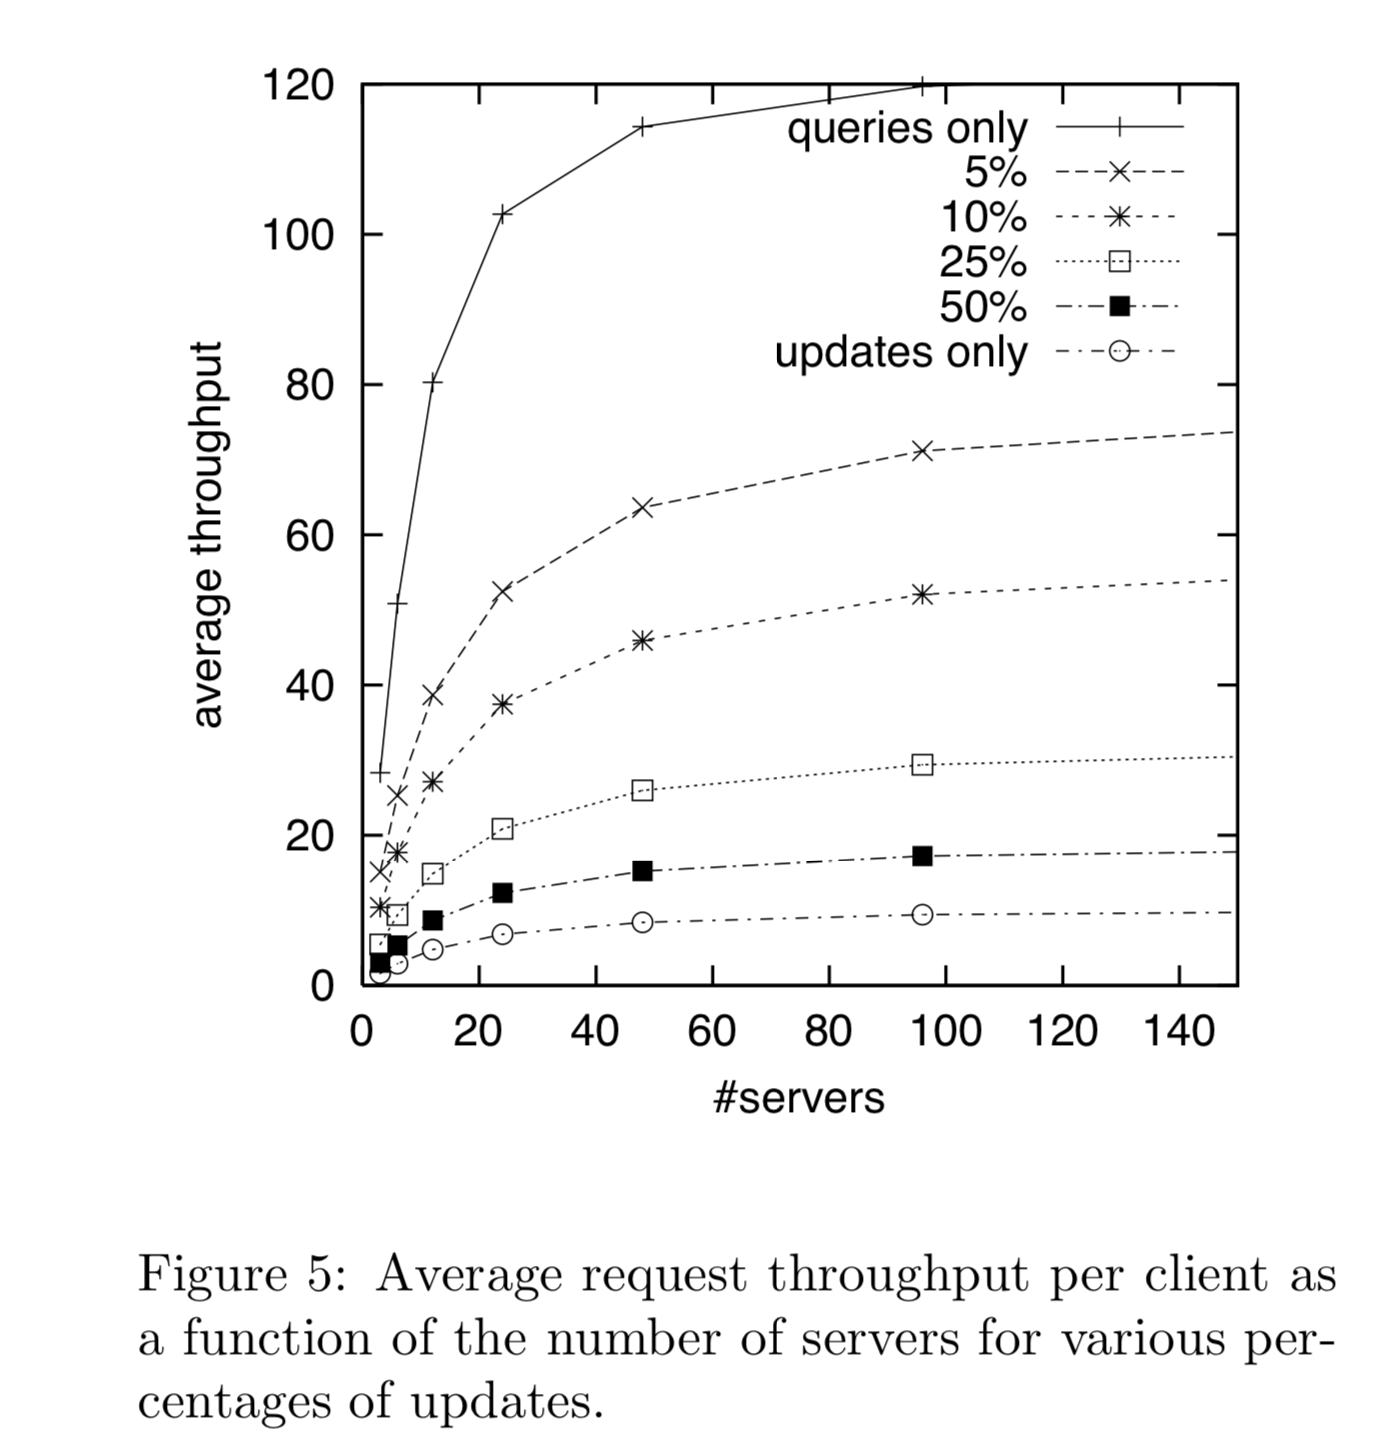 120
100
80
60
40
20
0
average throughput
queries only
5%
10%
25%
50%
updates only
0 20 40 60 80 100 120 140
#servers
Figure 5: Average request throughput per client as
a function of the number of servers for various per-
centages of updates.